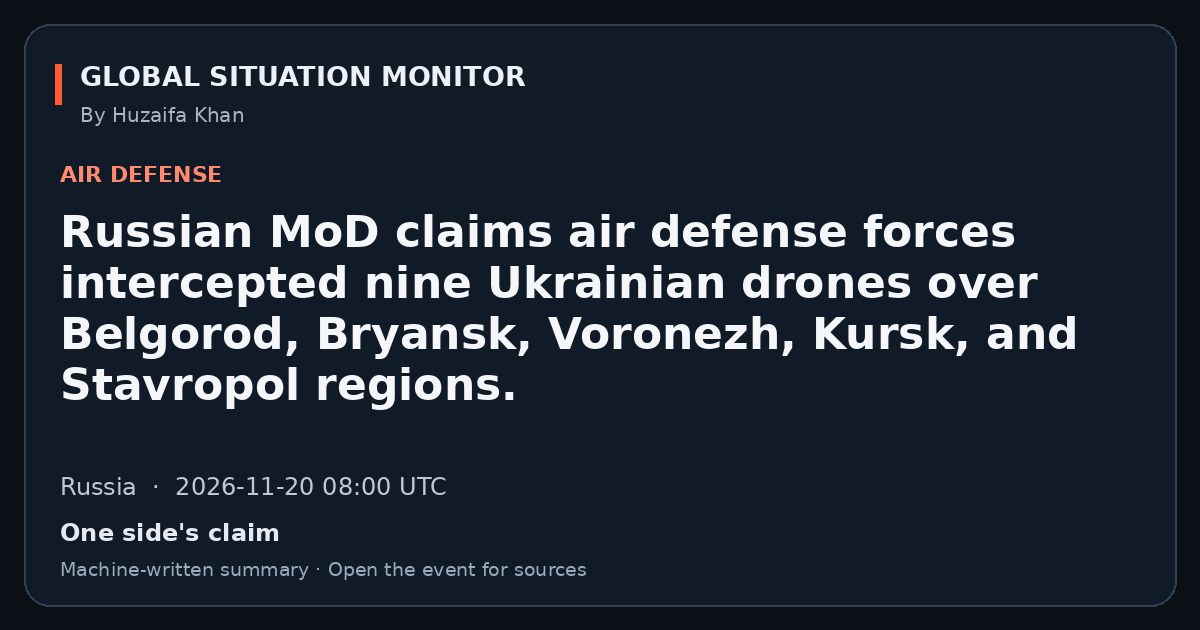 GLOBAL SITUATION MONITOR
By Huzaifa Khan
AIR DEFENSE
Russian MoD claims air defense forces
intercepted nine Ukrainian drones over
Belgorod, Bryansk, Voronezh, Kursk, and
Stavropol regions.
Russia · 2026-11-20 08:00 UTC
One side's claim
Machine-written summary · Open the event for sources